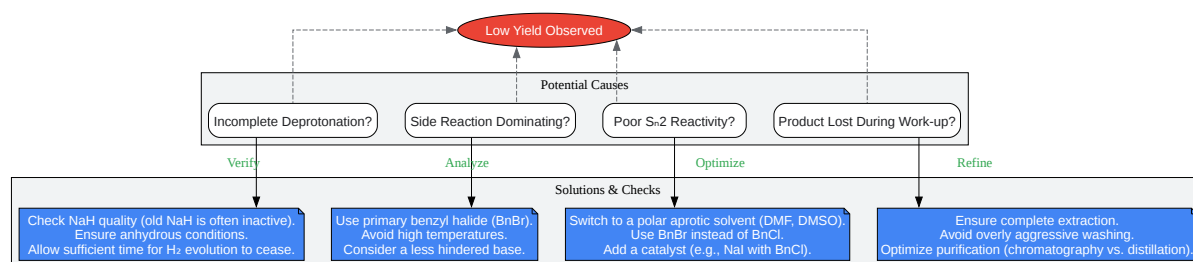 Low Yield Observed
Potential Causes
Incomplete Deprotonation?
Side Reaction Dominating?
Poor Sₙ2 Reactivity?
Product Lost During Work-up?
Verify
Analyze
Optimize
Refine
Solutions & Checks
Check NaH quality (old NaH is often inactive).
Ensure anhydrous conditions.
Allow sufficient time for H₂ evolution to cease.
Use primary benzyl halide (BnBr).
Avoid high temperatures.
Consider a less hindered base.
Switch to a polar aprotic solvent (DMF, DMSO).
Use BnBr instead of BnCl.
Add a catalyst (e.g., NaI with BnCl).
Ensure complete extraction.
Avoid overly aggressive washing.
Optimize purification (chromatography vs. distillation).